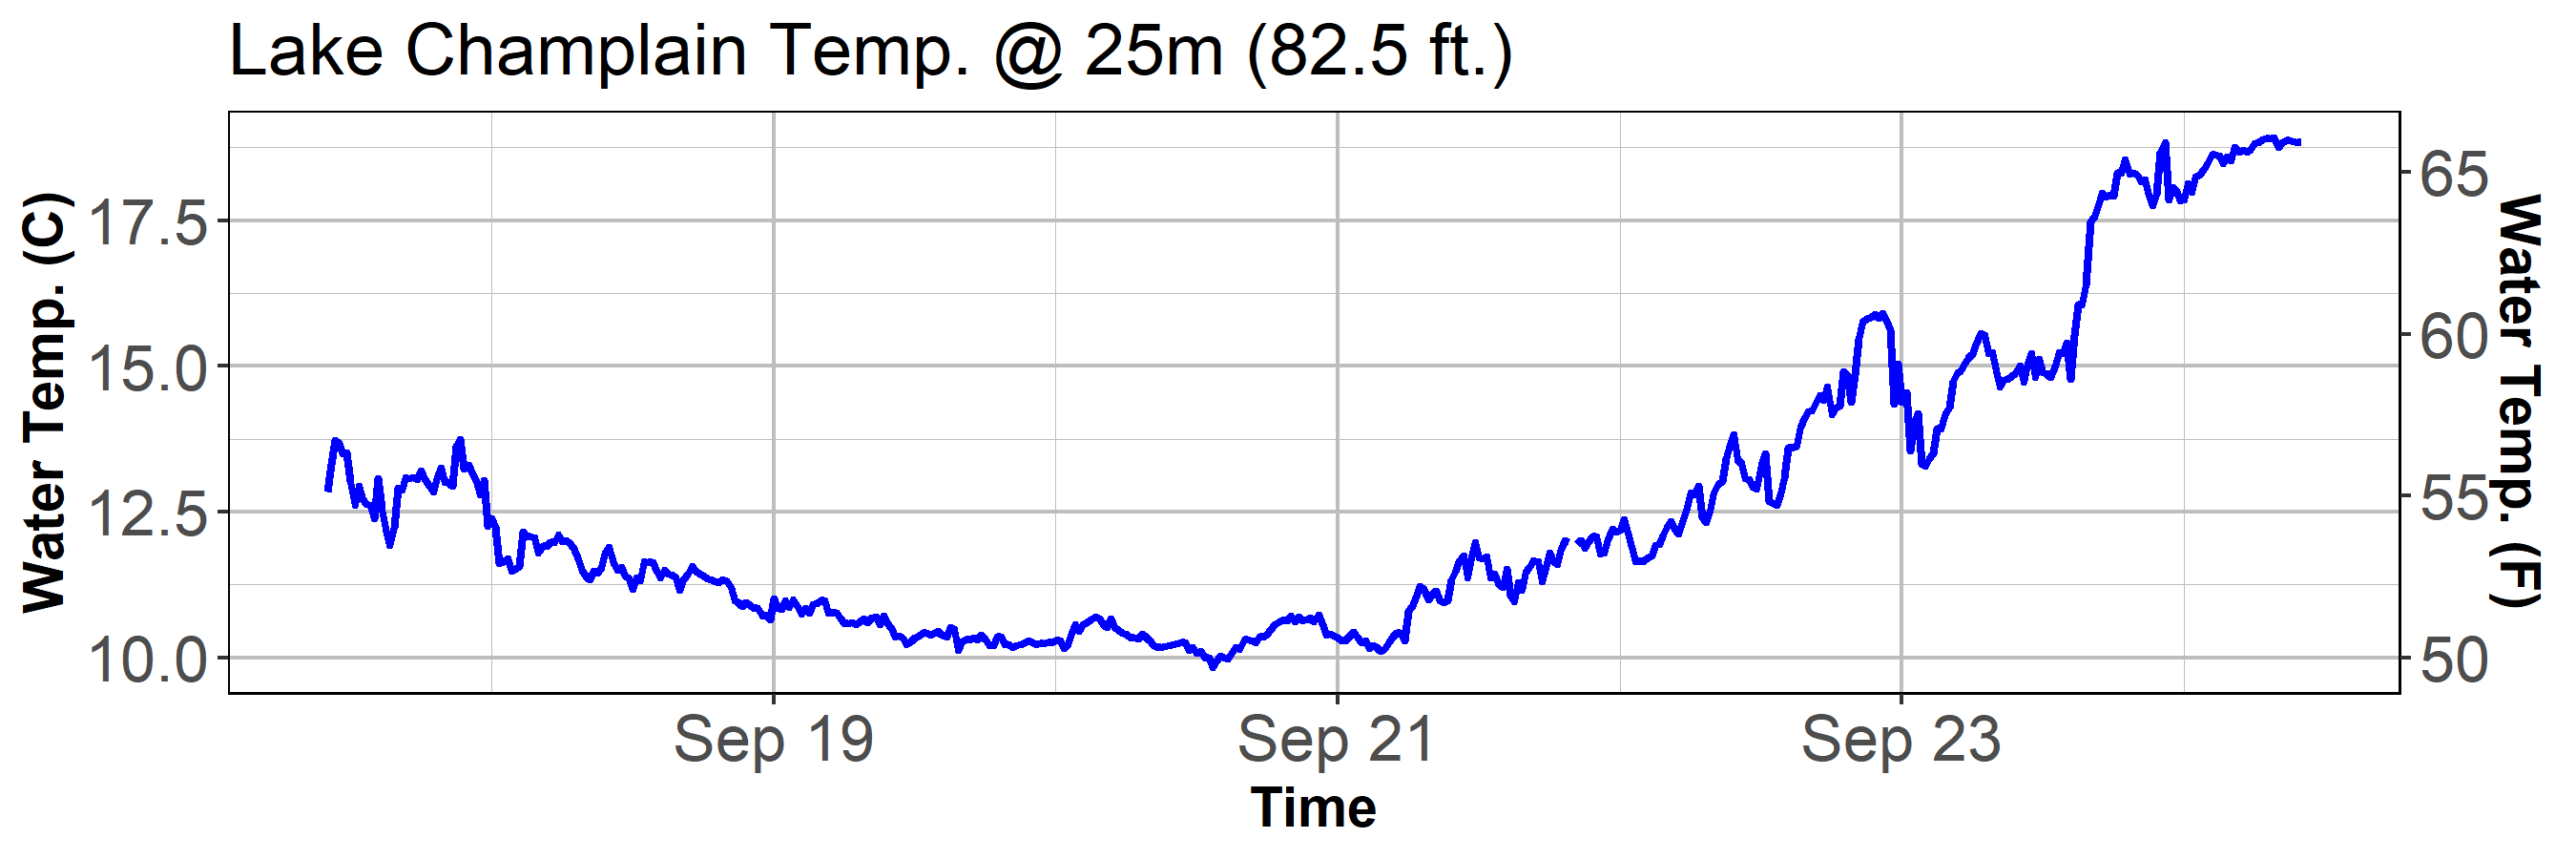 Lake Champlain Temp. @ 25m (82.5 ft.)
Water Temp. (C)
17.5
15.0
12.5
10.0
65
60
55
50
Water Temp. (F)
Sep 19 Sep 21 Sep 23
Time